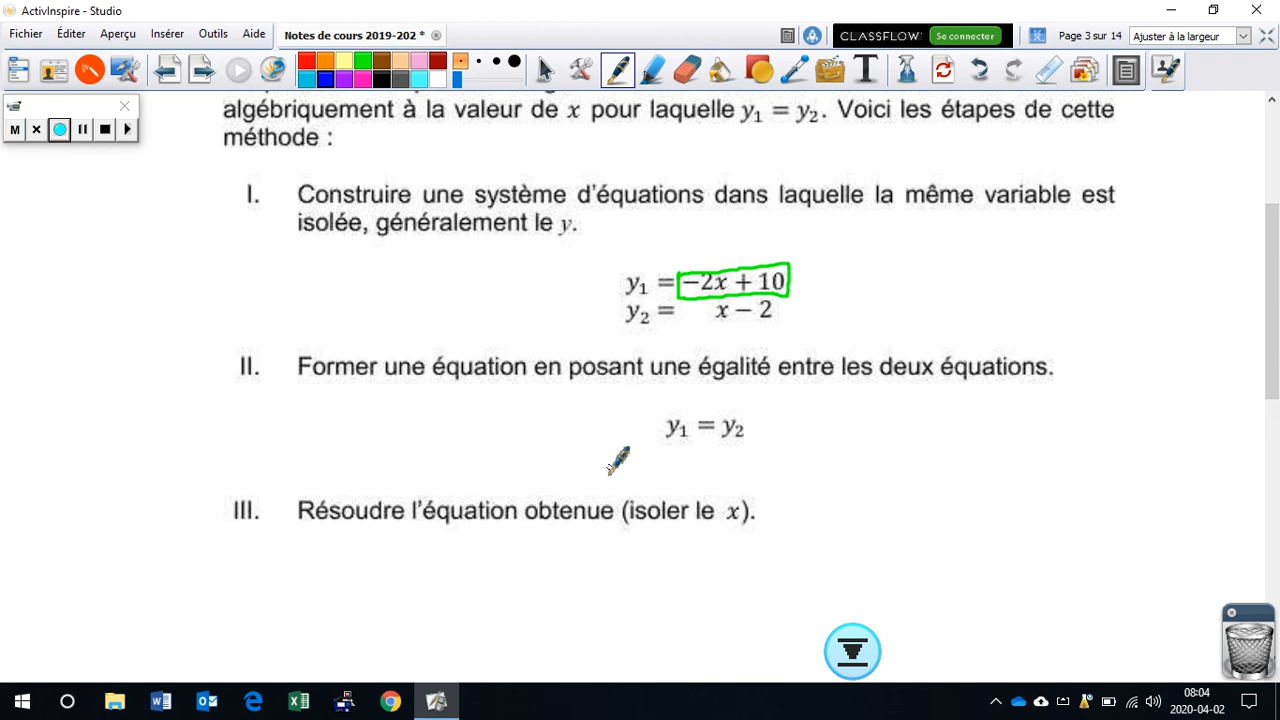 ActivInspire - Studio
Fichier Éditer Aperçu Insérer Outils Aide
Notes de cours 2019-202 *
CLASSFLOW Se connecter
Page 3 sur 14
Ajuster à la largeur
M
algébriquement à la valeur de x pour laquelle y₁ = y₂. Voici les étapes de cette
méthode :
I. Construire une système d'équations dans laquelle la même variable est
isolée, généralement le y.
y₁ = −2x + 10
y₂ = x − 2
II. Former une équation en posant une égalité entre les deux équations.
y₁ = y₂
III. Résoudre l'équation obtenue (isoler le x).
08:04
2020-04-02